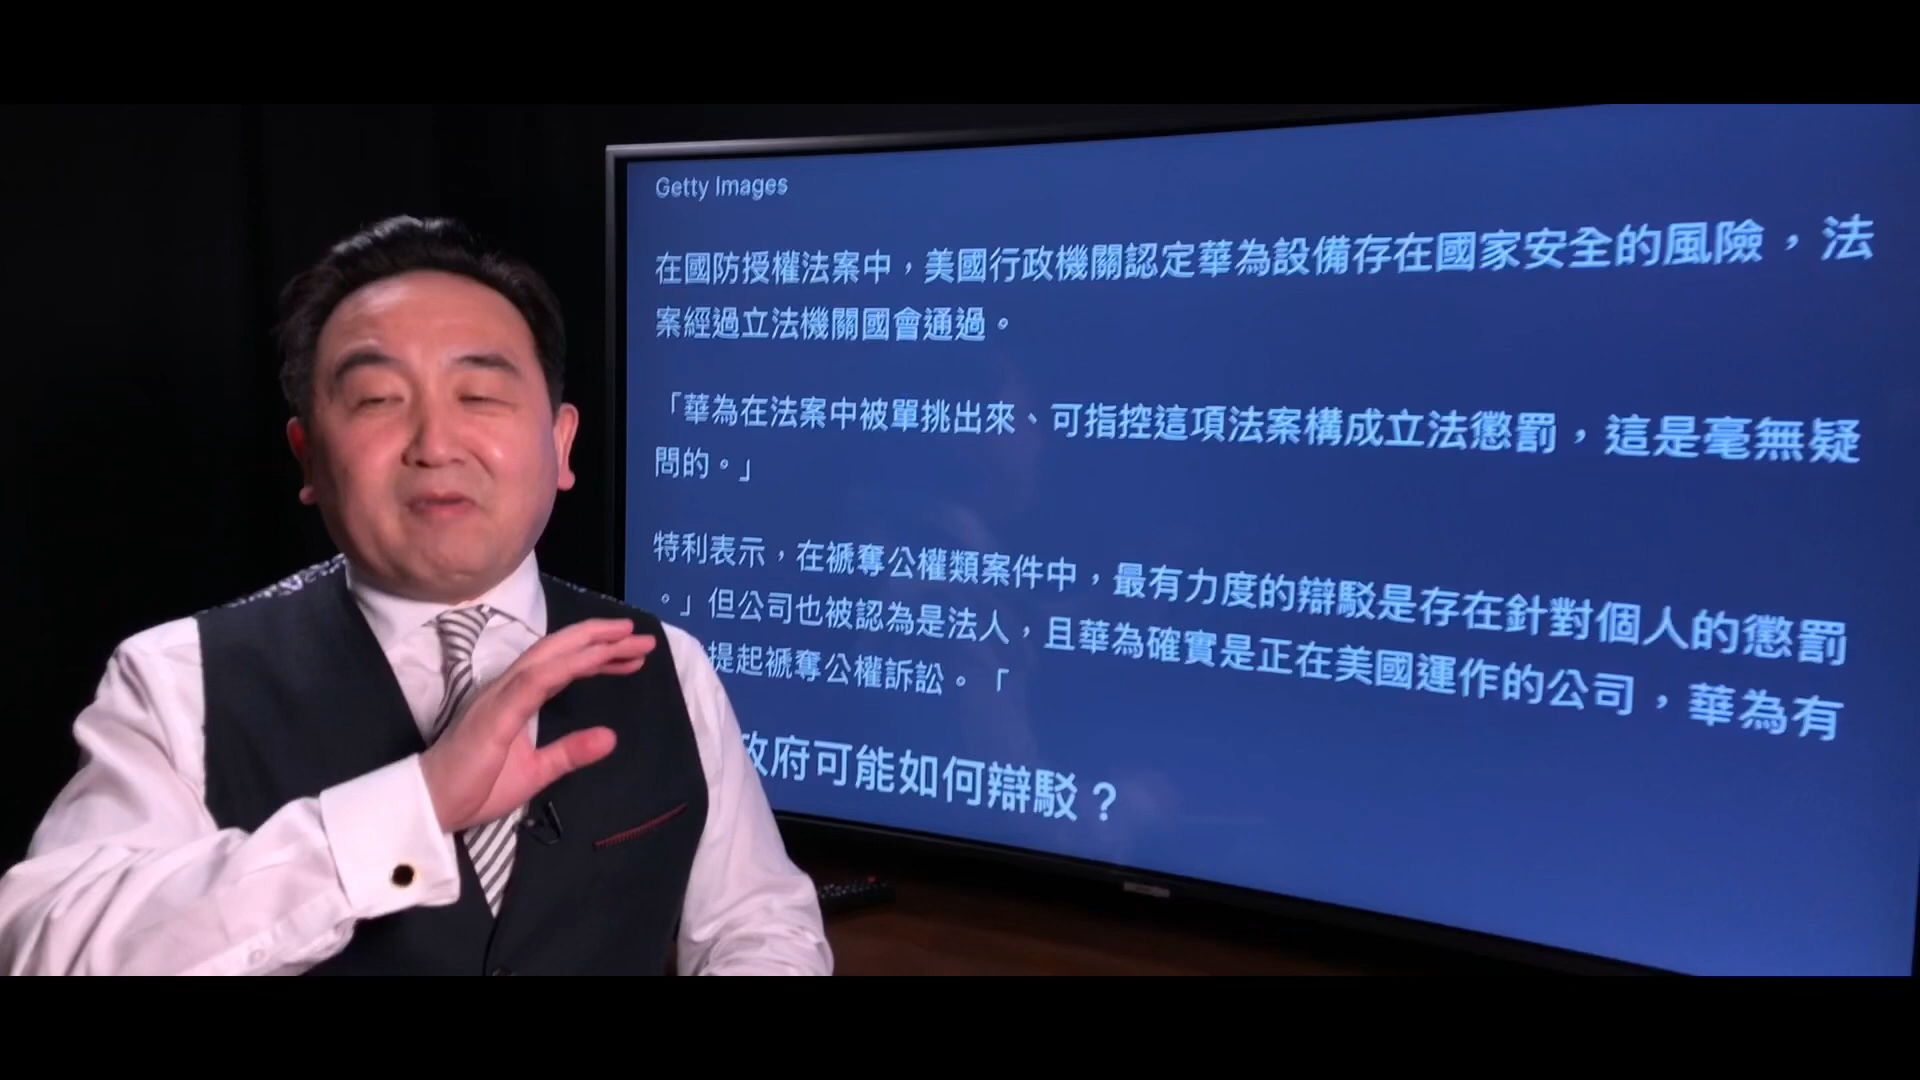 Getty Images
在國防授權法案中，美國行政機關認定華為設備存在國家安全的風險，法
案經過立法機關國會通過。
「華為在法案中被單挑出來、可指控這項法案構成立法懲罰，這是毫無疑
問的。」
特利表示，在褫奪公權類案件中，最有力度的辯駁是存在針對個人的懲罰
。」但公司也被認為是法人，且華為確實是正在美國運作的公司，華為有
提起褫奪公權訴訟。「
政府可能如何辯駁？